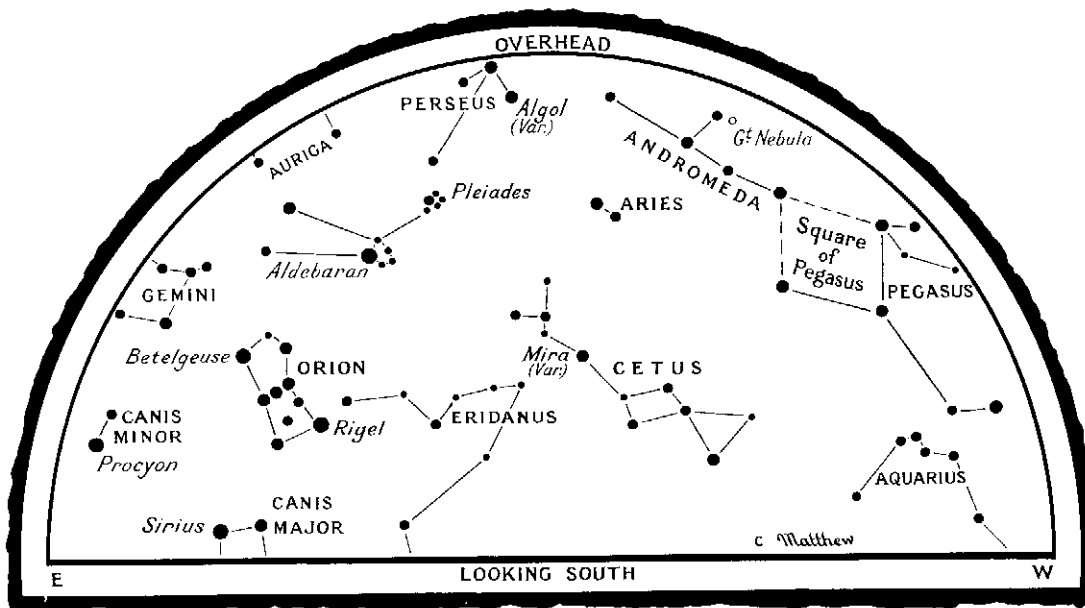 OVERHEAD
PERSEUS
Algol
(Var.)
Gt. Nebula
AURIGA
ANDROMEDA
Pleiades
ARIES
Square
of
Pegasus
Aldebaran
GEMINI
PEGASUS
Betelgeuse
ORION
Mira
(Var.)
CETUS
CANIS
MINOR
Procyon
Rigel
ERIDANUS
AQUARIUS
Sirius
CANIS
MAJOR
C Matthew
E
LOOKING SOUTH
W